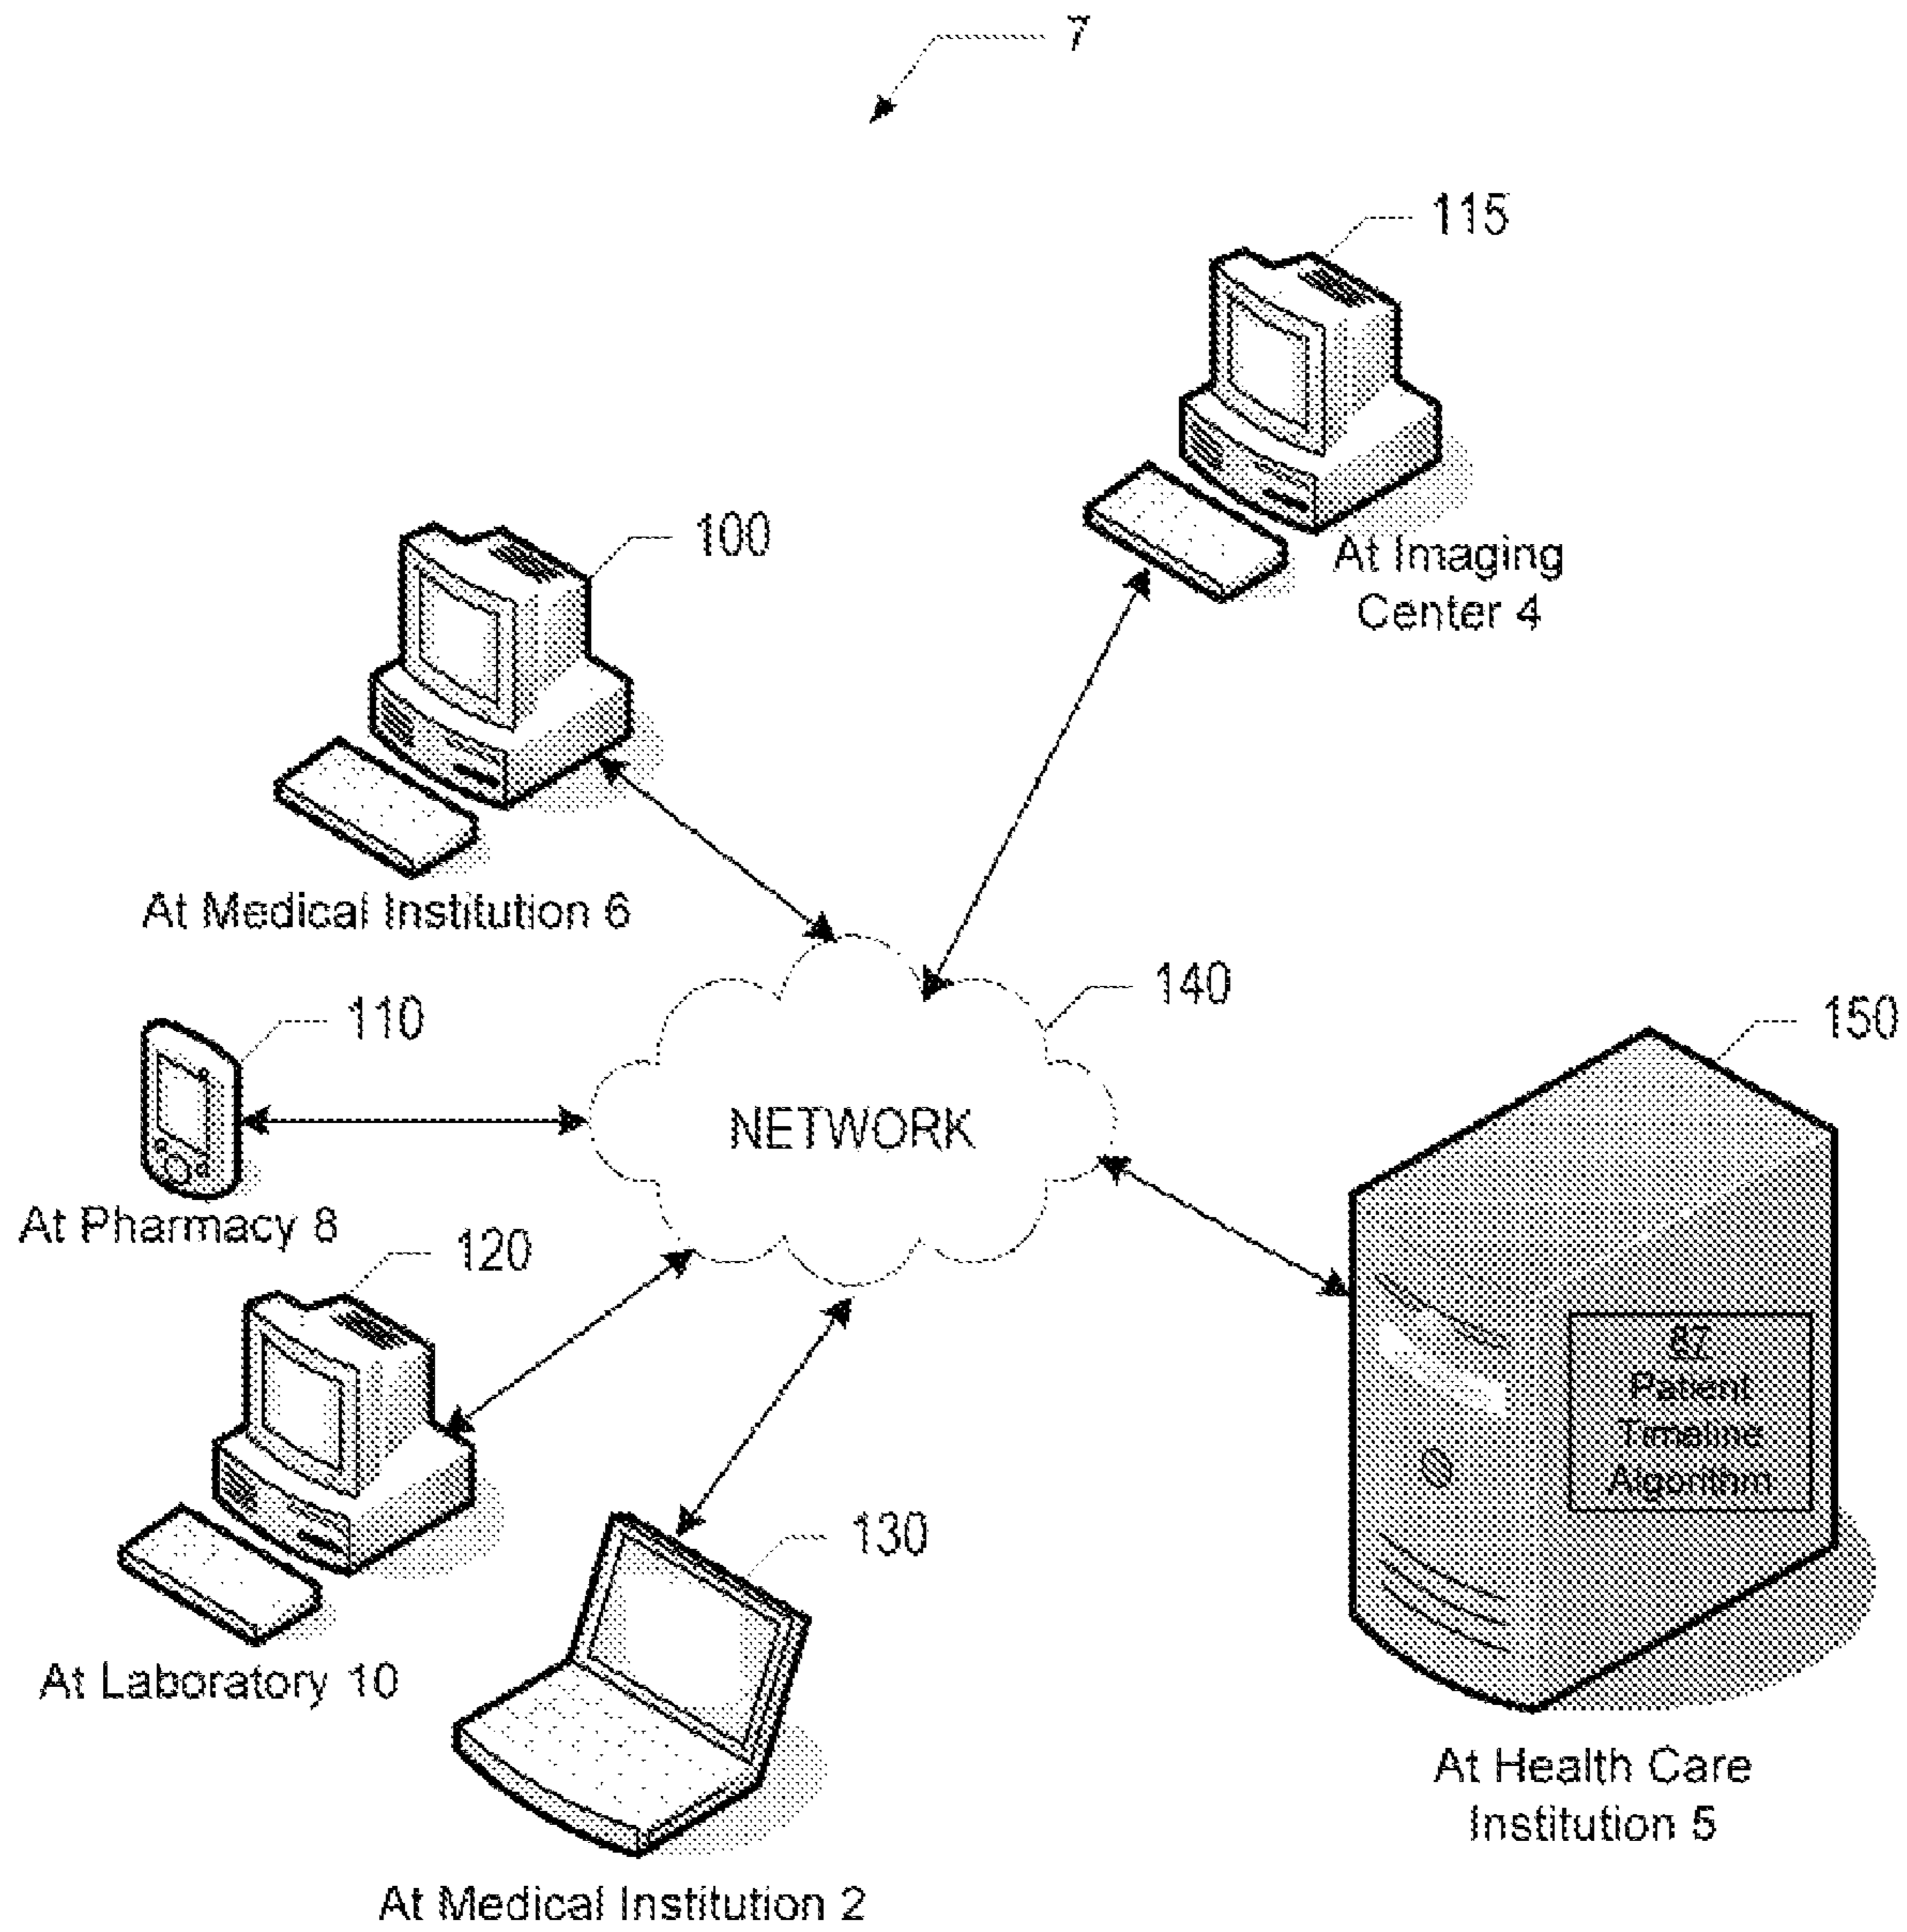 7
115
At Imaging
Center 4
100
At Medical Institution 6
140
110
150
NETWORK
At Pharmacy 8
120
87
Patient
Timeline
Algorithm
At Laboratory 10
130
At Health Care
Institution 5
At Medical Institution 2